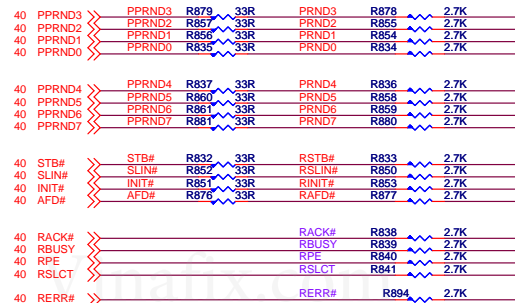 40 PPRND3 PPRND3 R879 33R PRND3 R878 2.7K
40 PPRND2 PPRND2 R857 33R PRND2 R855 2.7K
40 PPRND1 PPRND1 R856 33R PRND1 R854 2.7K
40 PPRND0 PPRND0 R835 33R PRND0 R834 2.7K
40 PPRND4 PPRND4 R837 33R PRND4 R836 2.7K
40 PPRND5 PPRND5 R860 33R PRND5 R858 2.7K
40 PPRND6 PPRND6 R861 33R PRND6 R859 2.7K
40 PPRND7 PPRND7 R881 33R PRND7 R880 2.7K
40 STB# STB# R832 33R RSTB# R833 2.7K
40 SLIN# SLIN# R852 33R RSLIN# R850 2.7K
40 INIT# INIT# R851 33R RINIT# R853 2.7K
40 AFD# AFD# R876 33R RAFD# R877 2.7K
40 RACK# RACK# R838 2.7K
40 RBUSY RBUSY R839 2.7K
40 RPE RPE R840 2.7K
40 RSLCT RSLCT R841 2.7K
Vinafix.com
40 RERR# RERR# R894 2.7K